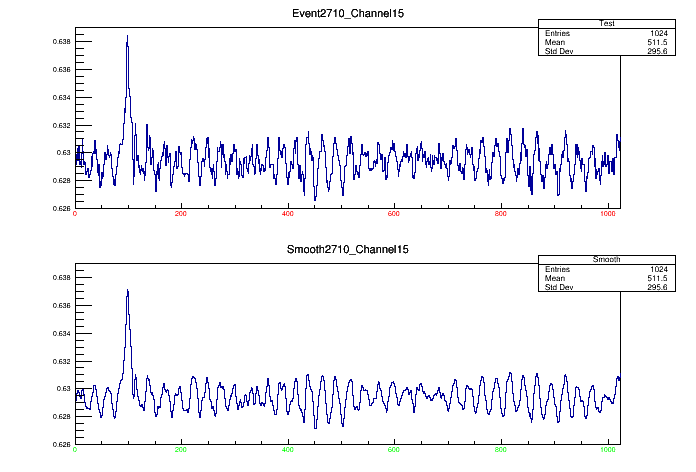 Event2710_Channel15
Test
Entries 1024
Mean 511.5
Std Dev 295.6
0.638
0.636
0.634
0.632
0.63
0.628
0.626
0 200 400 600 800 1000
Smooth2710_Channel15
Smooth
Entries 1024
Mean 511.5
Std Dev 295.6
0.638
0.636
0.634
0.632
0.63
0.628
0.626
0 200 400 600 800 1000